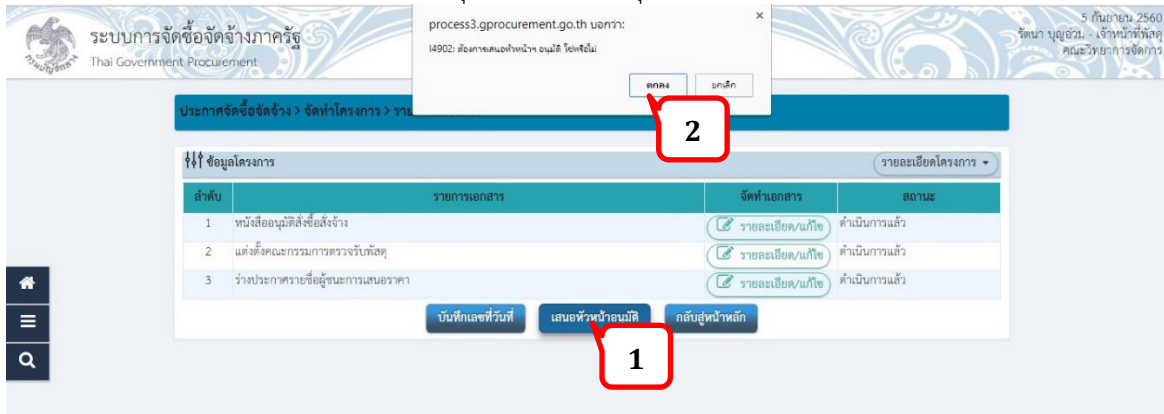 process3.gprocurement.go.th บอกว่า:
×
I4902: ต้องการเสนอหัวหน้าฯ อนุมัติ ใช่หรือไม่
ตกลง
ยกเลิก
2
ระบบการจัดซื้อจัดจ้างภาครัฐ
Thai Government Procurement
5 กันยายน 2560
รัตนา บุญอ่วม - เจ้าหน้าที่พัสดุ
คณะวิทยาการจัดการ
ประกาศจัดซื้อจัดจ้าง > จัดทำโครงการ >
ข้อมูลโครงการ
รายละเอียดโครงการ
ลำดับ รายการเอกสาร จัดทำเอกสาร สถานะ
1 หนังสืออนุมัติสั่งซื้อสั่งจ้าง รายละเอียด/แก้ไข ดำเนินการแล้ว
2 แต่งตั้งคณะกรรมการตรวจรับพัสดุ รายละเอียด/แก้ไข ดำเนินการแล้ว
3 ร่างประกาศรายชื่อผู้ชนะการเสนอราคา รายละเอียด/แก้ไข ดำเนินการแล้ว
บันทึกเลขที่วันที่ เสนอหัวหน้าอนุมัติ กลับสู่หน้าหลัก
1